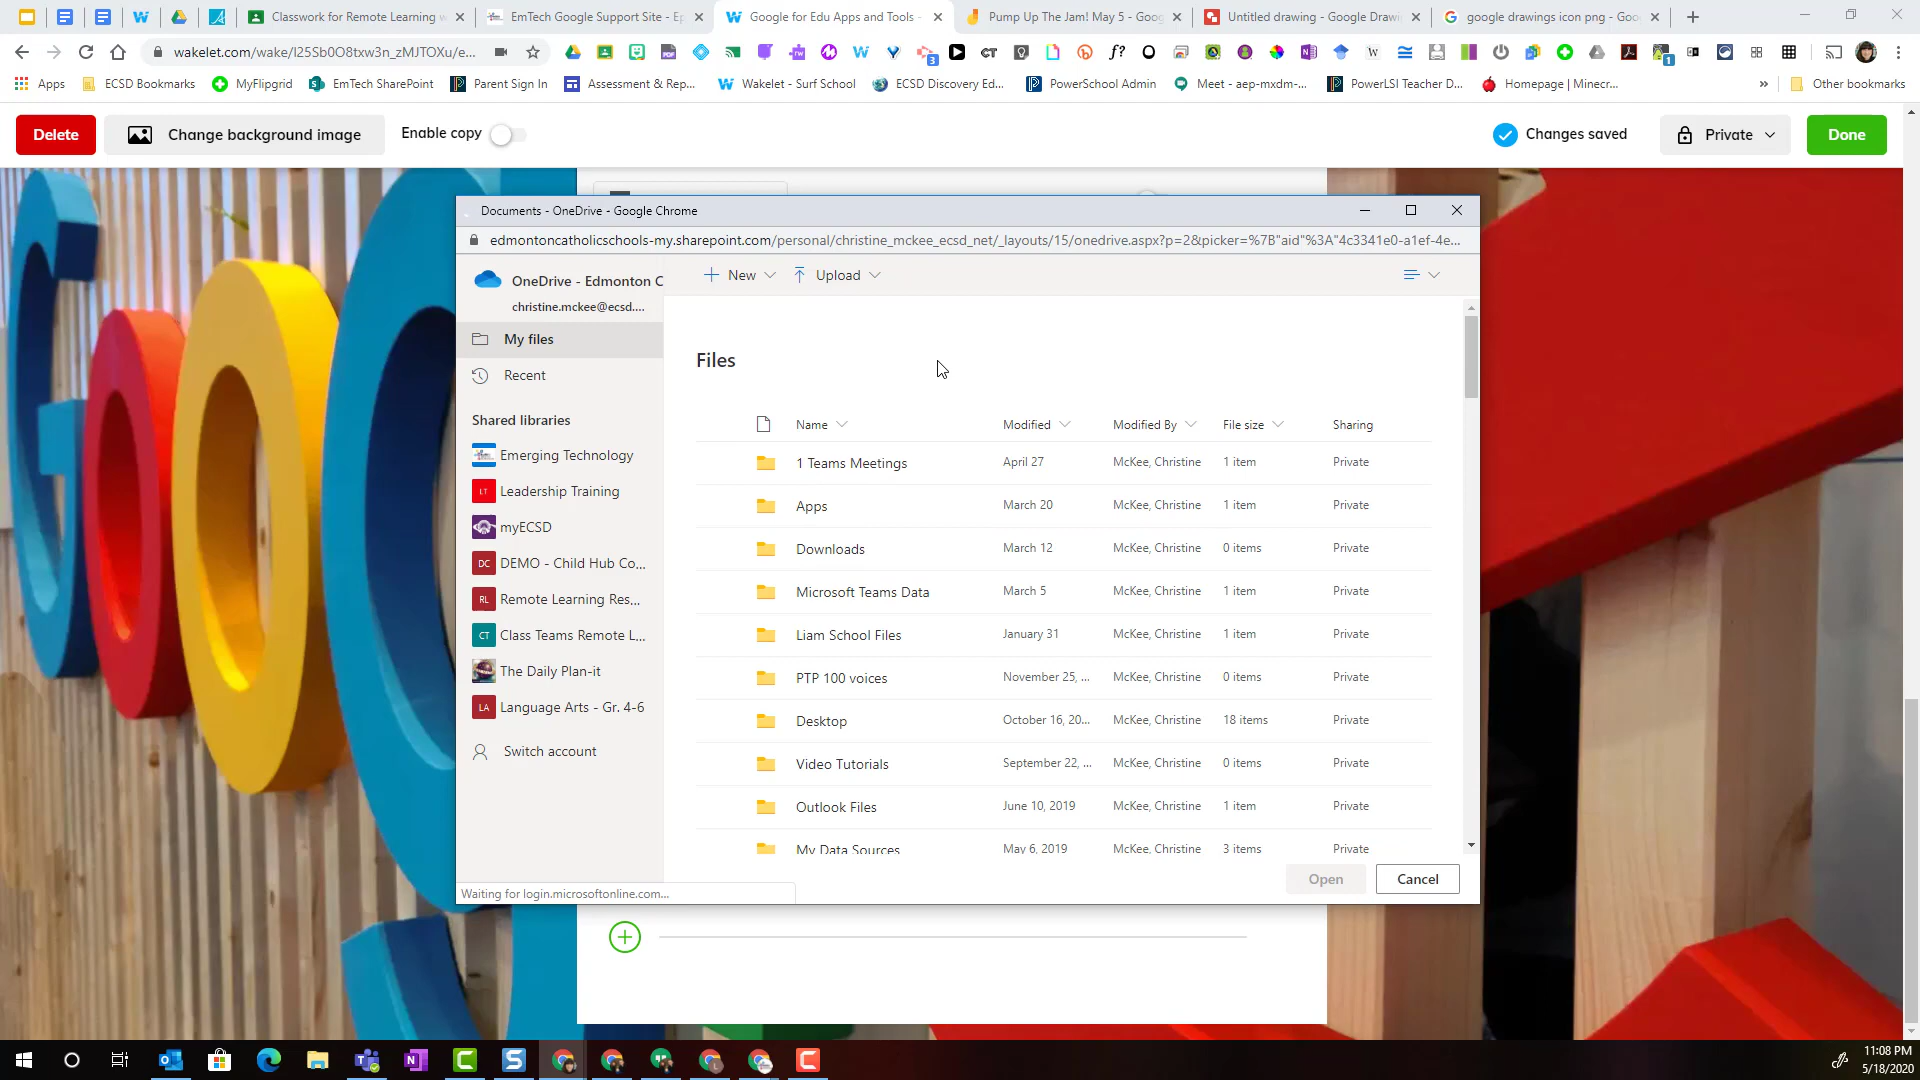 Classwork for Remote Learning w
EmTech Google Support Site - Ep
Google for Edu Apps and Tools -
Pump Up The Jam! May 5 - Goog
Untitled drawing - Google Drawi
google drawings icon png - Goo
wakelet.com/wake/I25Sb0O8txw3n_zMJTOXu/e...
Apps
ECSD Bookmarks
MyFlipgrid
EmTech SharePoint
Parent Sign In
Assessment & Rep...
Wakelet - Surf School
ECSD Discovery Ed...
PowerSchool Admin
Meet - aep-mxdm-...
PowerLSI Teacher D...
Homepage | Minecr...
»
Other bookmarks
Delete
Change background image
Enable copy
Changes saved
Private
Done
Documents - OneDrive - Google Chrome
edmontoncatholicschools-my.sharepoint.com/personal/christine_mckee_ecsd_net/_layouts/15/onedrive.aspx?p=2&picker=%7B"aid"%3A"4c3341e0-a1ef-4e...
OneDrive - Edmonton C
christine.mckee@ecsd....
New
Upload
My files
Recent
Shared libraries
Emerging Technology
LT Leadership Training
myECSD
DC DEMO - Child Hub Co...
RL Remote Learning Res...
CT Class Teams Remote L...
The Daily Plan-it
LA Language Arts - Gr. 4-6
Switch account
Files
Name Modified Modified By File size Sharing
1 Teams Meetings April 27 McKee, Christine 1 item Private
Apps March 20 McKee, Christine 1 item Private
Downloads March 12 McKee, Christine 0 items Private
Microsoft Teams Data March 5 McKee, Christine 1 item Private
Liam School Files January 31 McKee, Christine 1 item Private
PTP 100 voices November 25, ... McKee, Christine 0 items Private
Desktop October 16, 20... McKee, Christine 18 items Private
Video Tutorials September 22, ... McKee, Christine 0 items Private
Outlook Files June 10, 2019 McKee, Christine 1 item Private
My Data Sources May 6, 2019 McKee, Christine 3 items Private
Open
Cancel
Waiting for login.microsoftonline.com...
11:08 PM
5/18/2020